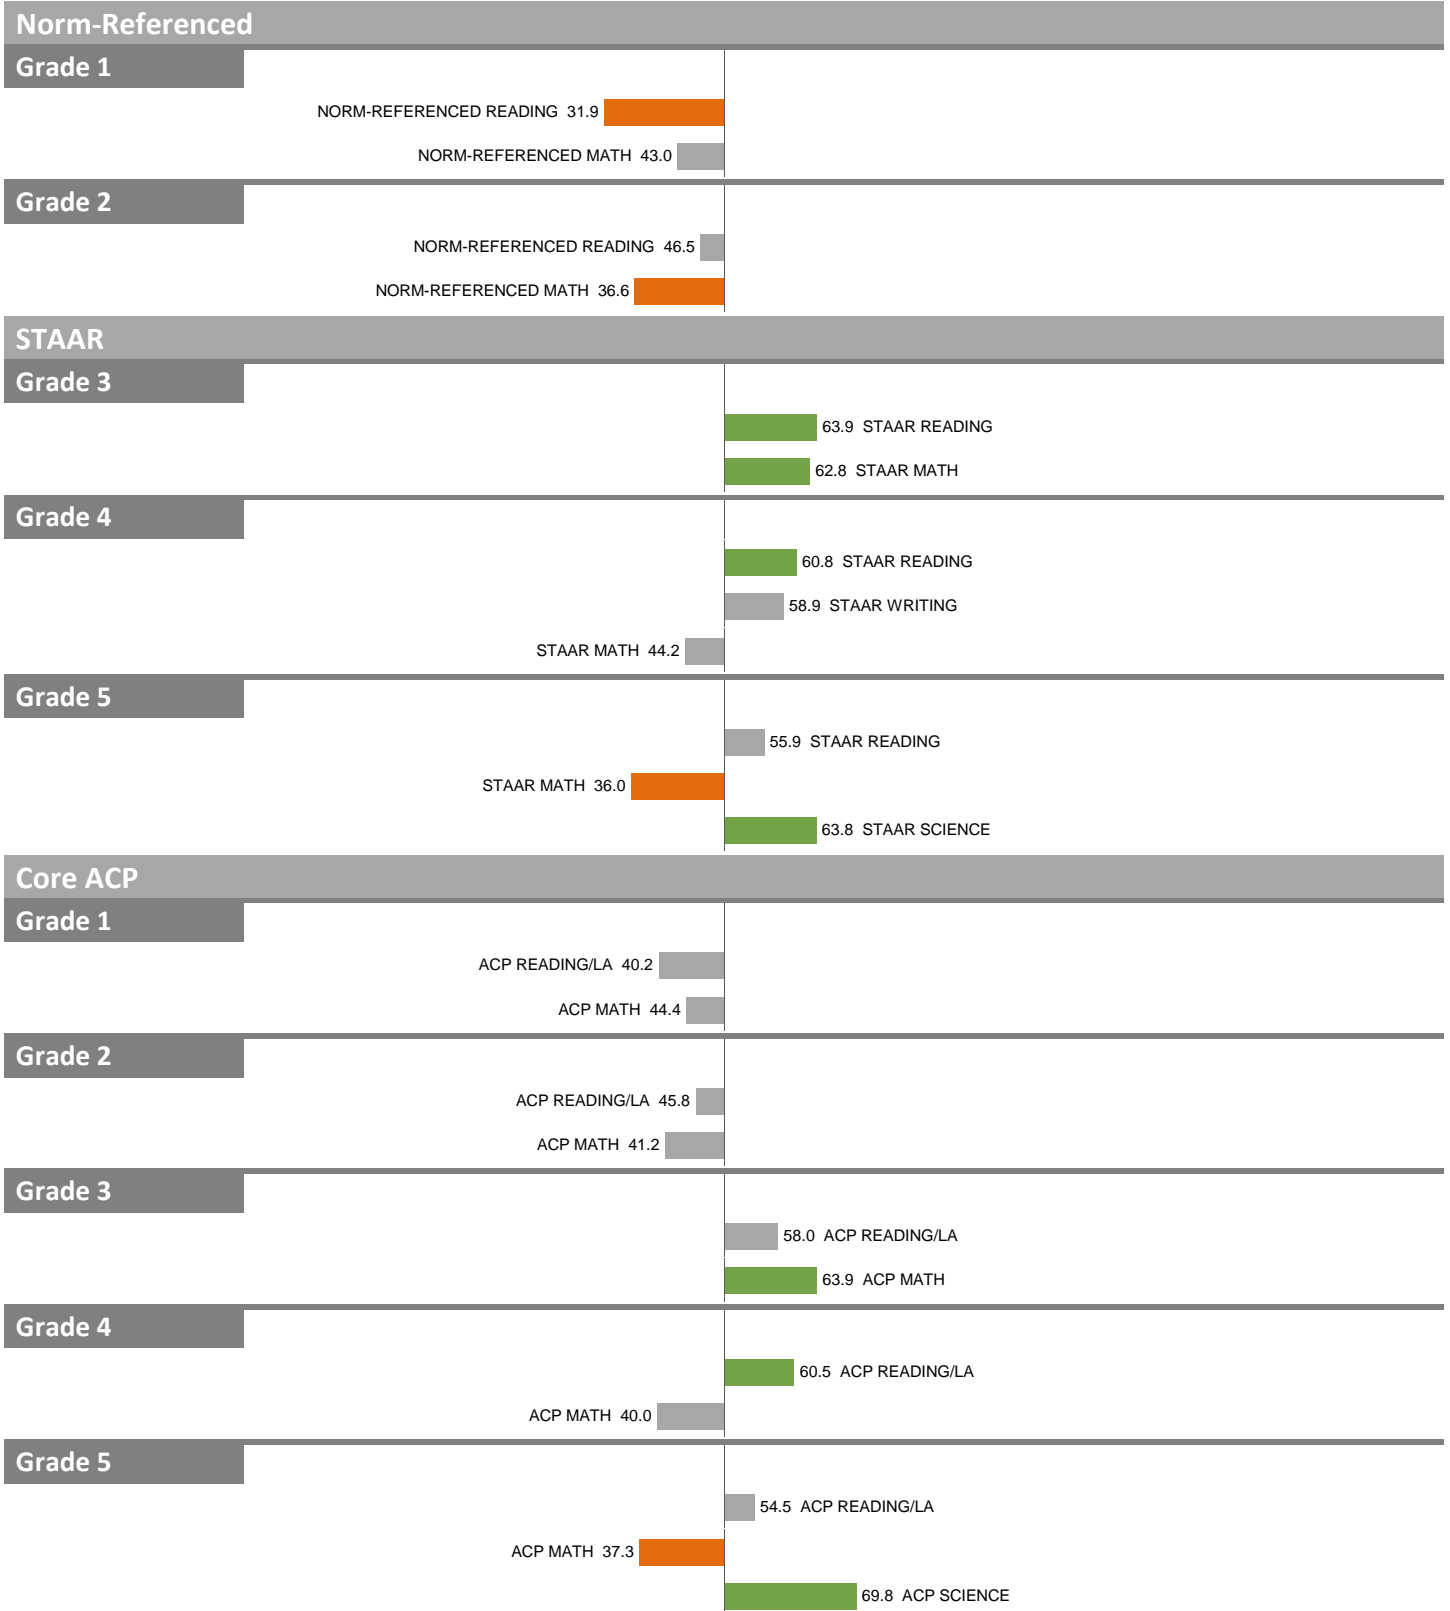 Norm-Referenced
Grade 1
NORM-REFERENCED READING 31.9
NORM-REFERENCED MATH 43.0
Grade 2
NORM-REFERENCED READING 46.5
NORM-REFERENCED MATH 36.6
STAAR
Grade 3
63.9 STAAR READING
62.8 STAAR MATH
Grade 4
60.8 STAAR READING
58.9 STAAR WRITING
STAAR MATH 44.2
Grade 5
55.9 STAAR READING
STAAR MATH 36.0
63.8 STAAR SCIENCE
Core ACP
Grade 1
ACP READING/LA 40.2
ACP MATH 44.4
Grade 2
ACP READING/LA 45.8
ACP MATH 41.2
Grade 3
58.0 ACP READING/LA
63.9 ACP MATH
Grade 4
60.5 ACP READING/LA
ACP MATH 40.0
Grade 5
54.5 ACP READING/LA
ACP MATH 37.3
69.8 ACP SCIENCE